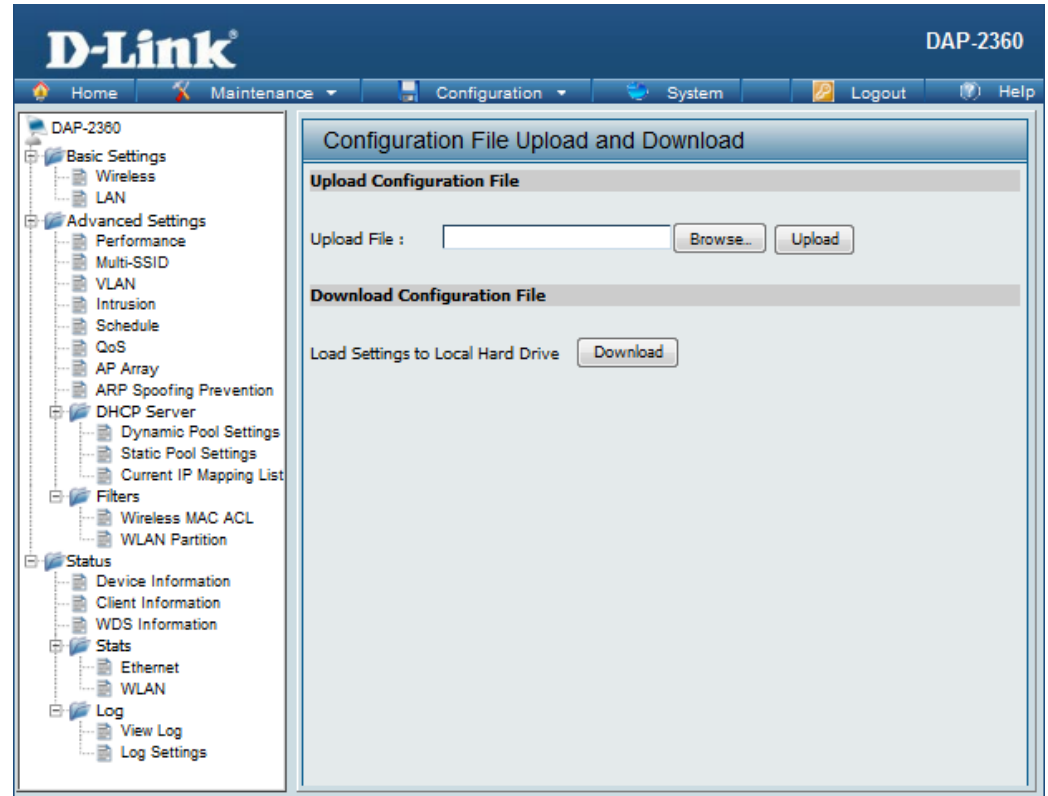 D-Link®
DAP-2360
Home Maintenance Configuration System Logout Help
DAP-2360
Basic Settings
Wireless
LAN
Advanced Settings
Performance
Multi-SSID
VLAN
Intrusion
Schedule
QoS
AP Array
ARP Spoofing Prevention
DHCP Server
Dynamic Pool Settings
Static Pool Settings
Current IP Mapping List
Filters
Wireless MAC ACL
WLAN Partition
Status
Device Information
Client Information
WDS Information
Stats
Ethernet
WLAN
Log
View Log
Log Settings
Configuration File Upload and Download
Upload Configuration File
Upload File : Browse... Upload
Download Configuration File
Load Settings to Local Hard Drive Download